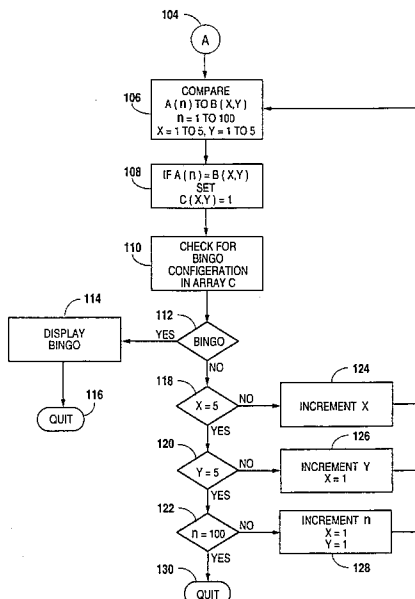 104
A
106
COMPARE
A(n) TO B(X,Y)
n = 1 TO 100
X = 1 TO 5, Y = 1 TO 5
108
IF A(n) = B(X,Y)
SET
C(X,Y) = 1
110
CHECK FOR
BINGO
CONFIGERATION
IN ARRAY C
114
DISPLAY
BINGO
YES
112
BINGO
NO
116
QUIT
118
X = 5
NO
YES
124
INCREMENT X
120
Y = 5
NO
YES
126
INCREMENT Y
X = 1
122
n = 100
NO
YES
INCREMENT n
X = 1
Y = 1
128
130
QUIT